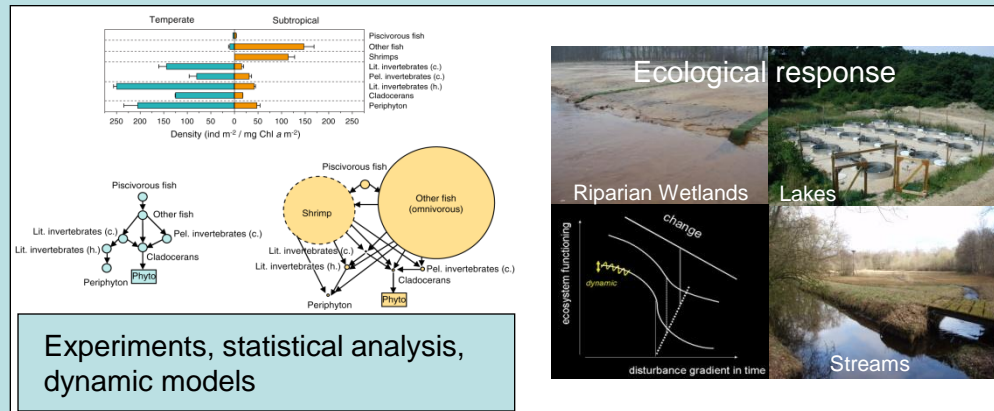 Temperate Subtropical
Piscivorous fish
Other fish
Shrimps
Lit. invertebrates (c.)
Pel. invertebrates (c.)
Lit. invertebrates (h.)
Cladocerans
Periphyton
250 200 150 100 50 0 50 100 150 200 250
Density (ind m⁻² / mg Chl a m⁻²)
Piscivorous fish
Other fish
Lit. invertebrates (c.)
Pel. invertebrates (c.)
Lit. invertebrates (h.)
Cladocerans
Periphyton
Phyto
Piscivorous fish
Shrimp
Other fish
(omnivorous)
Lit. invertebrates (c.)
Lit. invertebrates (h.)
Pel. invertebrates (c.)
Cladocerans
Periphyton
Phyto
Experiments, statistical analysis,
dynamic models
Ecological response
Riparian Wetlands
Lakes
change
ecosystem functioning
dynamic
disturbance gradient in time
Streams